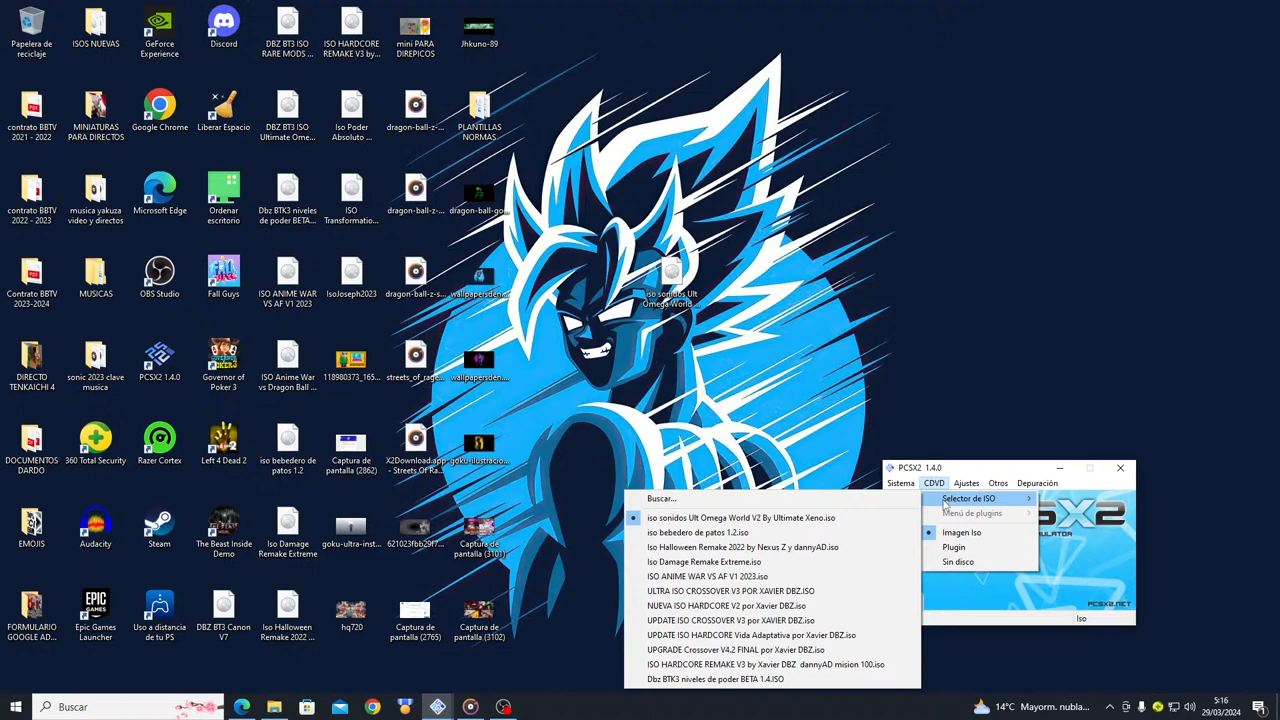 Papelera de
reciclaje
ISOS NUEVAS
GeForce
Experience
Discord
DBZ BT3 ISO
RARE MODS ...
ISO HARDCORE
REMAKE V3 by...
mini PARA
DIREPICOS
Jhkuno-89
contrato BBTV
2021 - 2022
MINIATURAS
PARA DIRECTOS
Google Chrome
Liberar Espacio
DBZ BT3 ISO
Ultimate Ome...
Iso Poder
Absoluto ...
dragon-ball-z-...
PLANTILLAS
NORMAS
contrato BBTV
2022 - 2023
musica yakuza
video y directos
Microsoft Edge
Ordenar
escritorio
Dbz BTK3 niveles
de poder BETA...
ISO
Transformatio...
dragon-ball-z-...
dragon-ball-go...
Contrato BBTV
2023-2024
MUSICAS
OBS Studio
Fall Guys
ISO ANIME WAR
VS AF V1 2023
IsoJoseph2023
dragon-ball-z-s...
wallpapersden...
iso sonidos Ult
Omega World ...
DIRECTO
TENKAICHI 4
sonic 2023 clave
musica
PCSX2 1.4.0
Governor of
Poker 3
ISO Anime War
vs Dragon Ball ...
118980373_165...
streets_of_rage...
wallpapersden...
DOCUMENTOS
DARDO
360 Total Security
Razer Cortex
Left 4 Dead 2
iso bebedero de
patos 1.2
Captura de
pantalla (2862)
X2Download.app
- Streets Of Ra...
goku-ilustracio...
EMOJIS
Audacity
Steam
The Beast Inside
Demo
Iso Damage
Remake Extreme
goku-ultra-inst...
621023fbb29f7...
Captura de
pantalla (3101)
FORMULARIO
GOOGLE AD...
Epic Games
Launcher
Uso a distancia
de tu PS
DBZ BT3 Canon
V7
Iso Halloween
Remake 2022 ...
hq720
Captura de
pantalla (2765)
Captura de
pantalla (3102)
PCSX2 1.4.0
Sistema CDVD Ajustes Otros Depuración
Selector de ISO
Menú de plugins
Imagen Iso
Plugin
Sin disco
PCSX2.NET
Iso
Buscar...
iso sonidos Ult Omega World V2 By Ultimate Xeno.iso
iso bebedero de patos 1.2.iso
Iso Halloween Remake 2022 by Nexus Z y dannyAD.iso
Iso Damage Remake Extreme.iso
ISO ANIME WAR VS AF V1 2023.iso
ULTRA ISO CROSSOVER V3 POR XAVIER DBZ.ISO
NUEVA ISO HARDCORE V2 por Xavier DBZ.iso
UPDATE ISO CROSSOVER V3 por XAVIER DBZ.iso
UPDATE ISO HARDCORE Vida Adaptativa por Xavier DBZ.iso
UPGRADE Crossover V4.2 FINAL por Xavier DBZ.iso
ISO HARDCORE REMAKE V3 by Xavier DBZ dannyAD mision 100.iso
Dbz BTK3 niveles de poder BETA 1.4.ISO
Buscar
14°C Mayorm. nubla...
5:16
29/03/2024